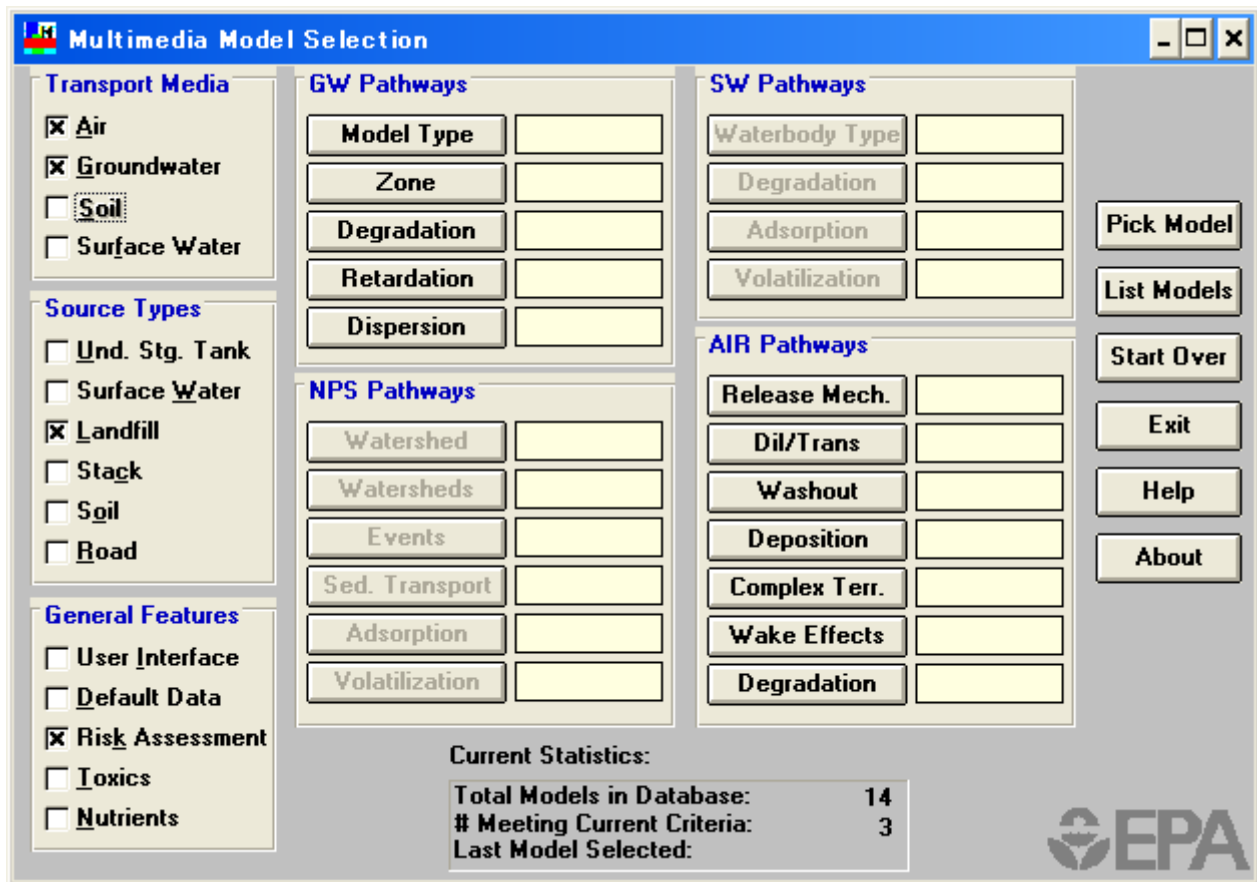 Multimedia Model Selection
Transport Media
Air
Groundwater
Soil
Surface Water
Source Types
Und. Stg. Tank
Surface Water
Landfill
Stack
Soil
Road
General Features
User Interface
Default Data
Risk Assessment
Toxics
Nutrients
GW Pathways
Model Type
Zone
Degradation
Retardation
Dispersion
NPS Pathways
Watershed
Watersheds
Events
Sed. Transport
Adsorption
Volatilization
SW Pathways
Waterbody Type
Degradation
Adsorption
Volatilization
AIR Pathways
Release Mech.
Dil/Trans
Washout
Deposition
Complex Terr.
Wake Effects
Degradation
Pick Model
List Models
Start Over
Exit
Help
About
Current Statistics:
Total Models in Database: 14
# Meeting Current Criteria: 3
Last Model Selected:
EPA